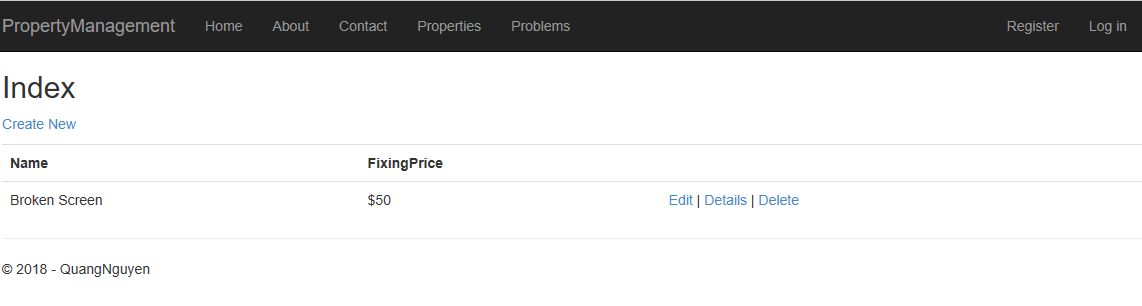 PropertyManagement Home About Contact Properties Problems Register Log in
Index
Create New
Name FixingPrice
Broken Screen $50 Edit | Details | Delete
© 2018 - QuangNguyen